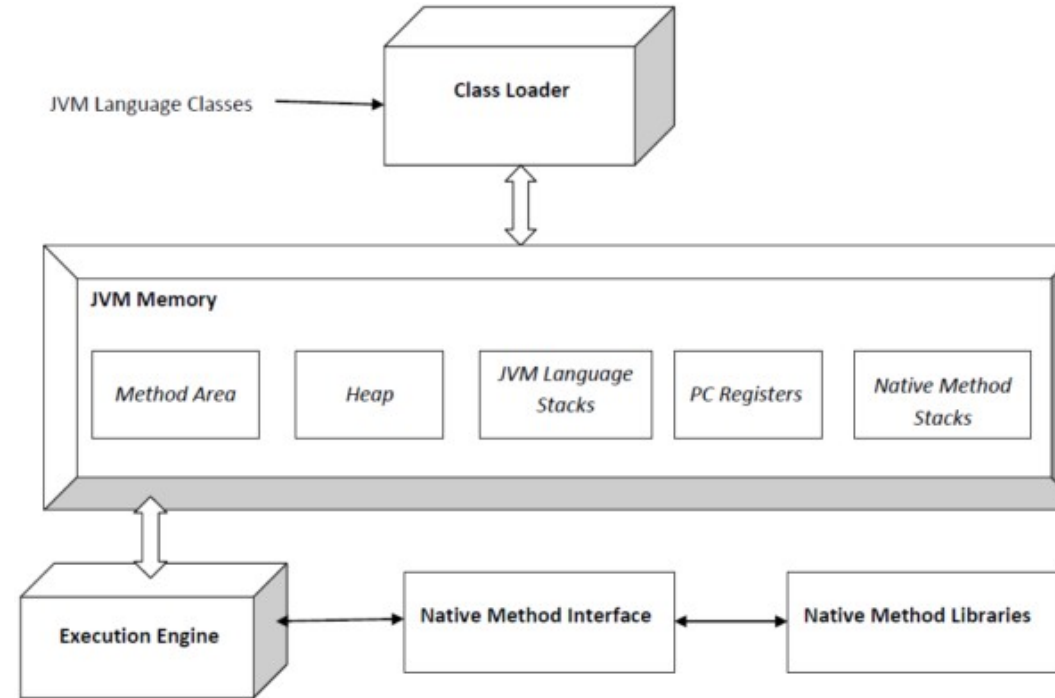 Class Loader
JVM Language Classes
JVM Memory
Method Area
Heap
JVM Language
Stacks
PC Registers
Native Method
Stacks
Execution Engine
Native Method Interface
Native Method Libraries